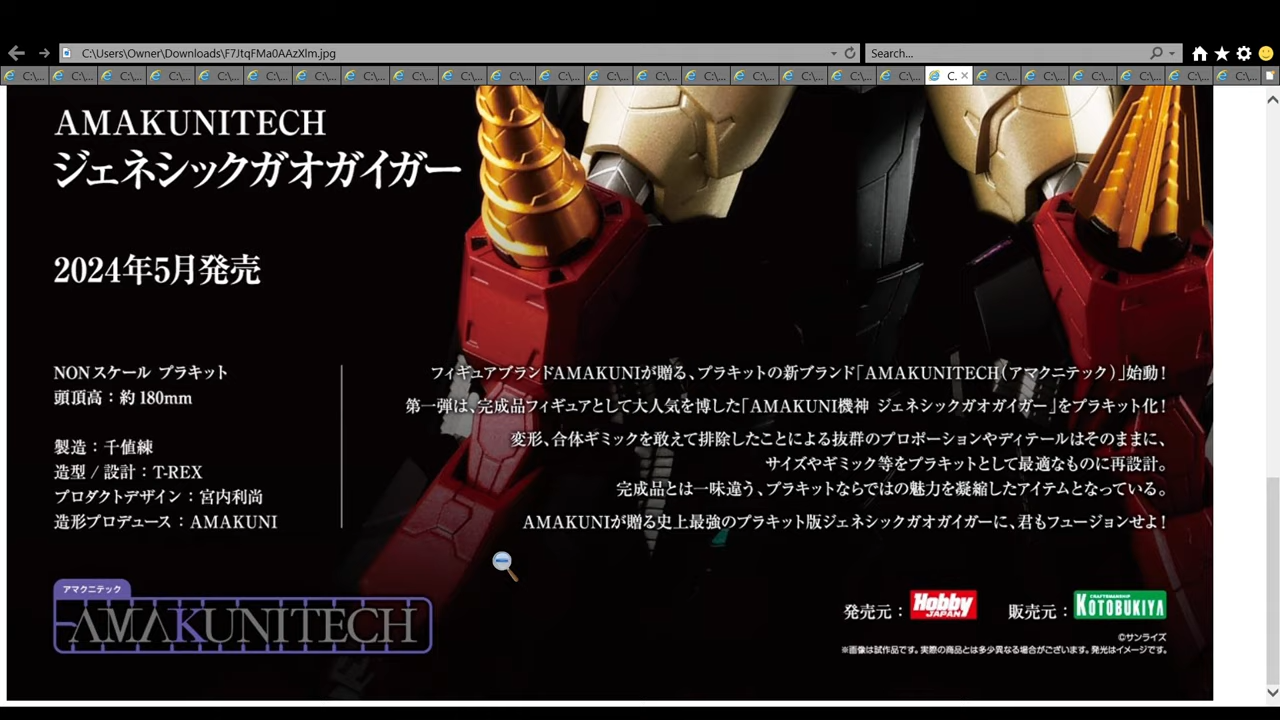 C:\Users\Owner\Downloads\F7JtqFMa0AAzXlm.jpg
Search...
AMAKUNITECH
ジェネシックガオガイガー
2024年5月発売
NONスケール プラキット
頭頂高：約180mm
製造：千値練
造型 / 設計：T-REX
プロダクトデザイン：宮内利尚
造形プロデュース：AMAKUNI
フィギュアブランドAMAKUNIが贈る、プラキットの新ブランド「AMAKUNITECH（アマクニテック）」始動！
第一弾は、完成品フィギュアとして大人気を博した「AMAKUNI機神 ジェネシックガオガイガー」をプラキット化！
変形、合体ギミックを敢えて排除したことによる抜群のプロポーションやディテールはそのままに、
サイズやギミック等をプラキットとして最適なものに再設計。
完成品とは一味違う、プラキットならではの魅力を凝縮したアイテムとなっている。
AMAKUNIが贈る史上最強のプラキット版ジェネシックガオガイガーに、君もフュージョンせよ！
アマクニテック
AMAKUNITECH
発売元：Hobby JAPAN
販売元：CRAFTSMANSHIP KOTOBUKIYA
©サンライズ
※画像は試作品です。実際の商品とは多少異なる場合がございます。発光はイメージです。